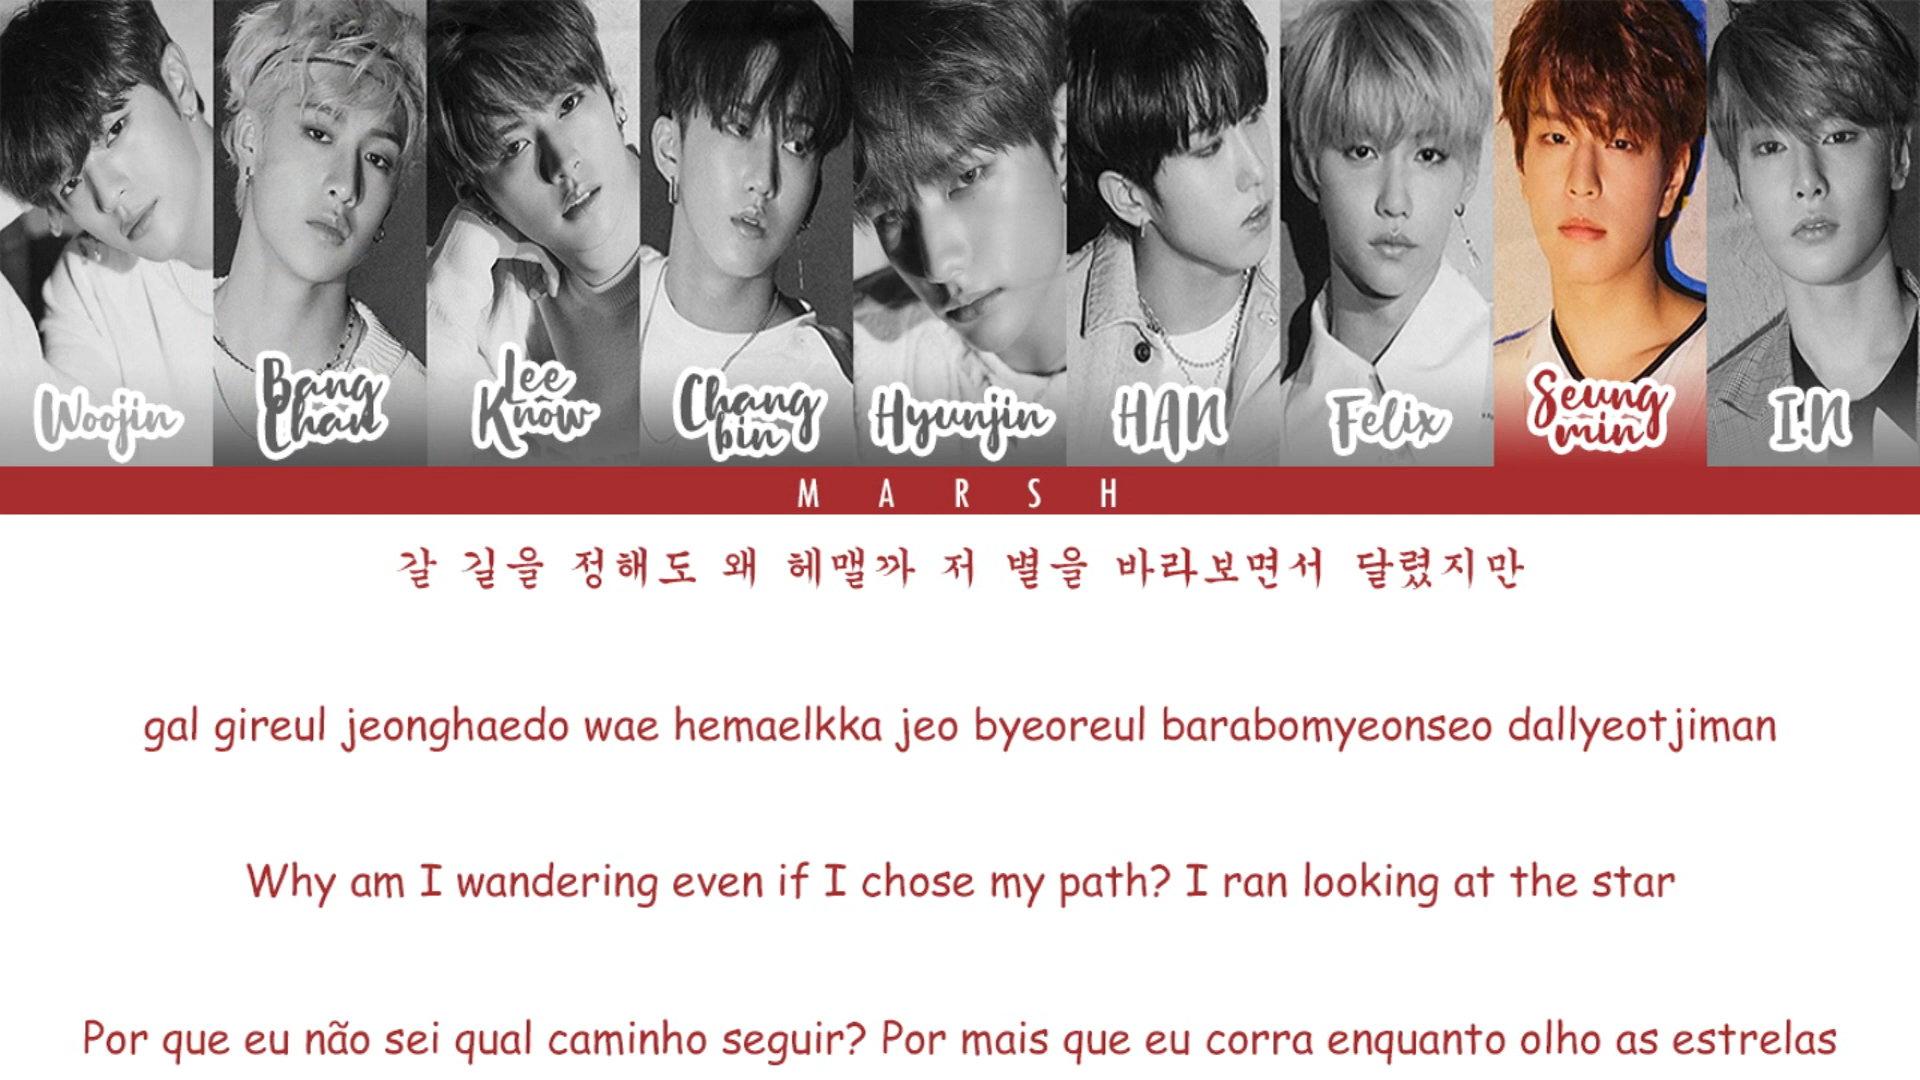 Woojin
Bang
Chan
Lee
Know
Chang
bin
Hyunjin
HAN
Felix
Seung
min
I.N
MARSH
갈 길을 정해도 왜 헤맬까 저 별을 바라보면서 달렸지만
gal gireul jeonghaedo wae hemaelkka jeo byeoreul barabomyeonseo dallyeotjiman
Why am I wandering even if I chose my path? I ran looking at the star
Por que eu não sei qual caminho seguir? Por mais que eu corra enquanto olho as estrelas